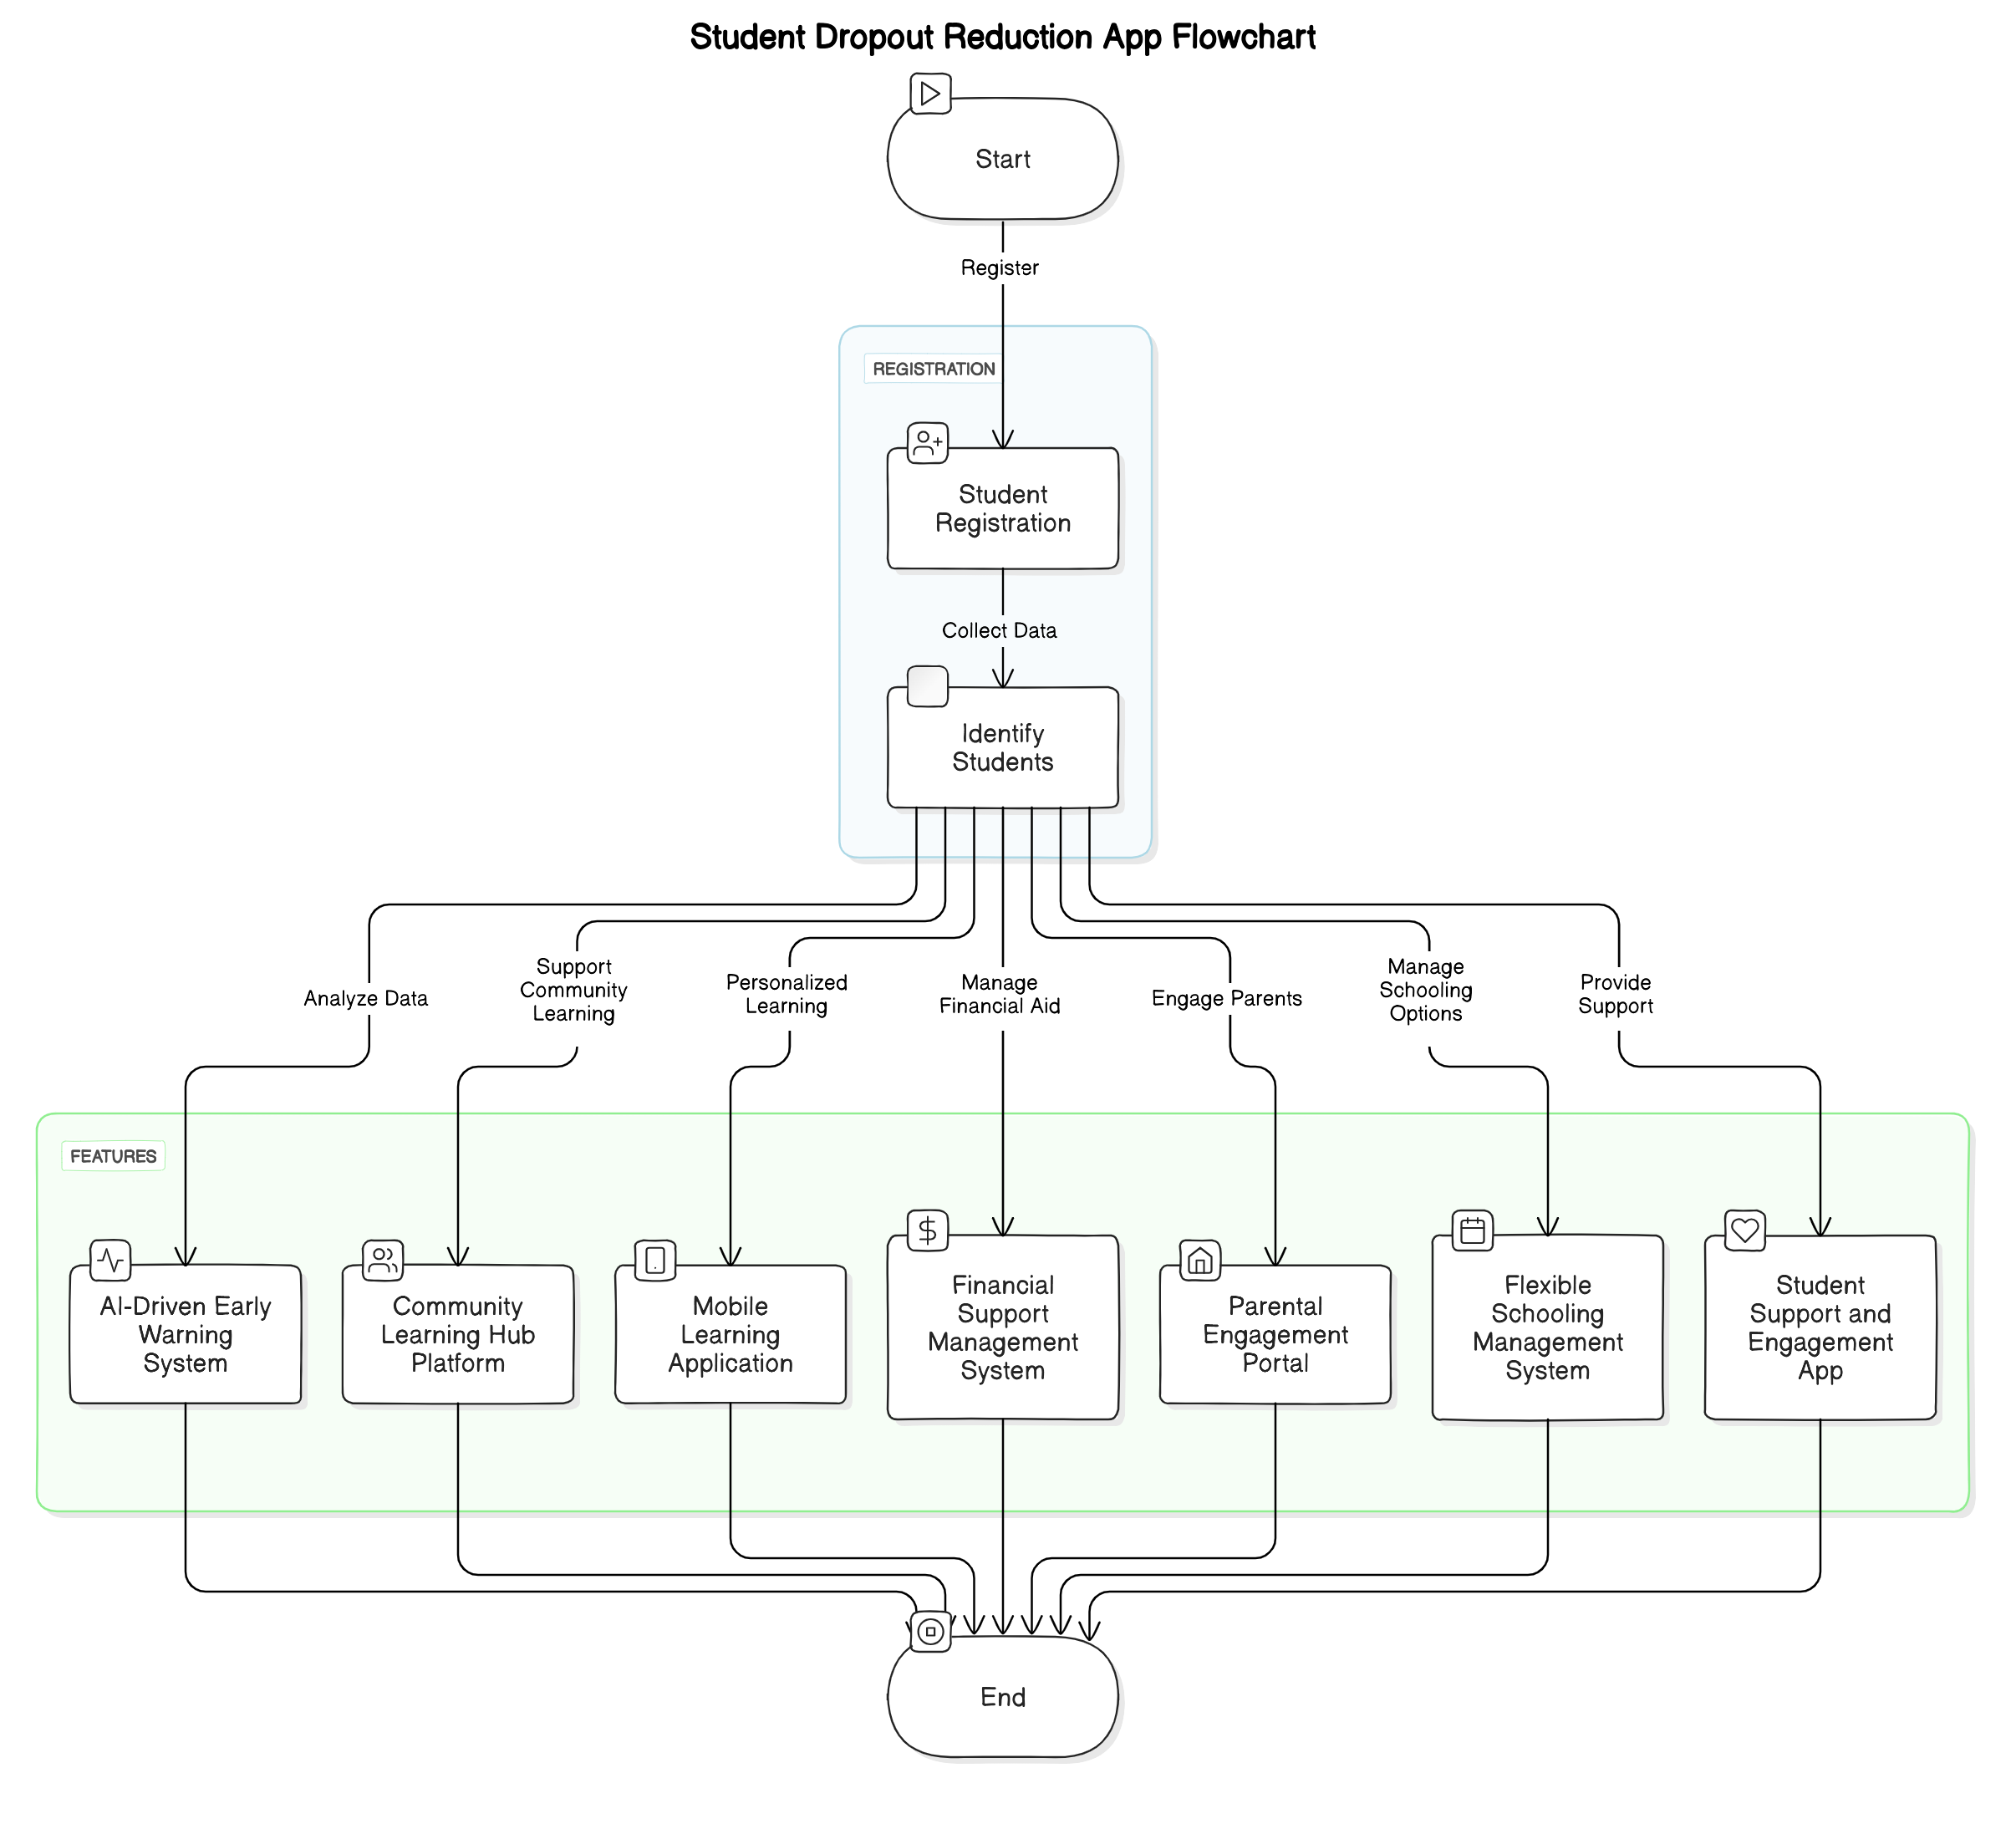 Student Dropout Reduction App Flowchart
Start
Register
REGISTRATION
Student
Registration
Collect Data
Identify
Students
Analyze Data
Support
Community
Learning
Personalized
Learning
Manage
Financial Aid
Engage Parents
Manage
Schooling
Options
Provide
Support
FEATURES
AI-Driven Early
Warning
System
Community
Learning Hub
Platform
Mobile
Learning
Application
Financial
Support
Management
System
Parental
Engagement
Portal
Flexible
Schooling
Management
System
Student
Support and
Engagement
App
End